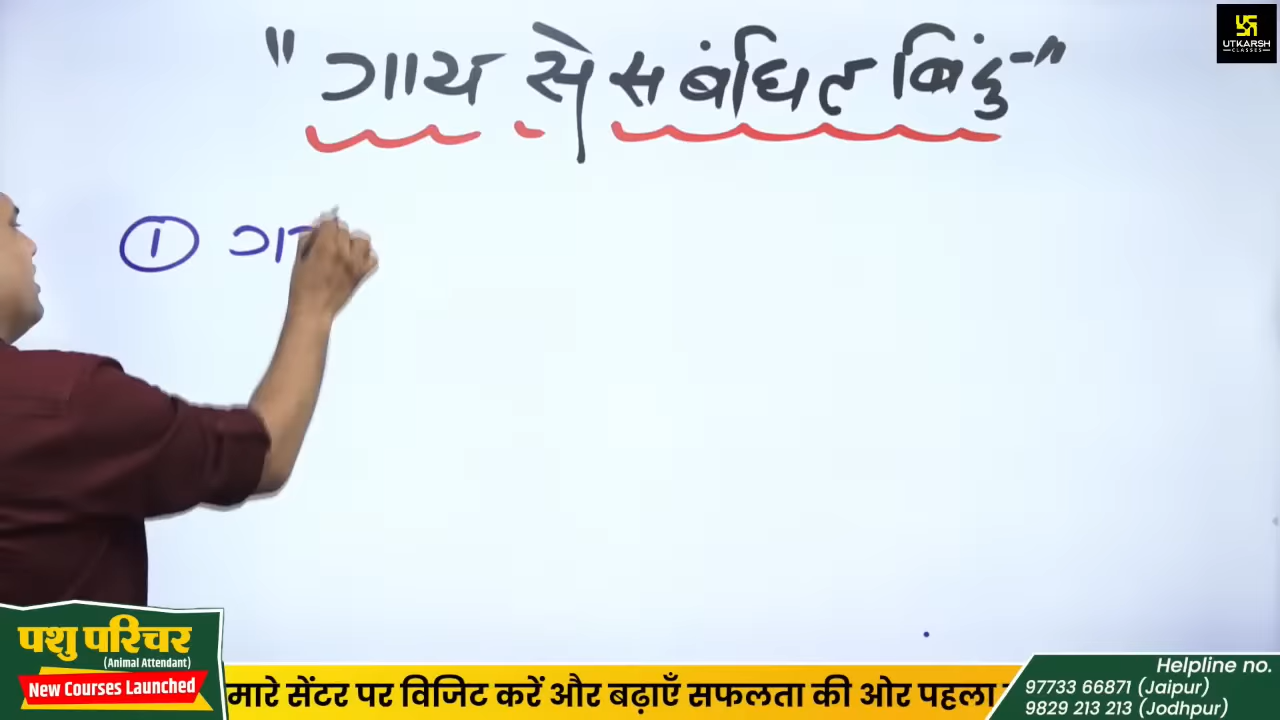 "गाय से संबंधित बिंदु-"
UTKARSH
CLASSES
①
पशु परिचर
(Animal Attendant)
New Courses Launched
मारे सेंटर पर विजिट करें और बढ़ाएँ सफलता की ओर पहला
Helpline no.
97733 66871 (Jaipur)
9829 213 213 (Jodhpur)